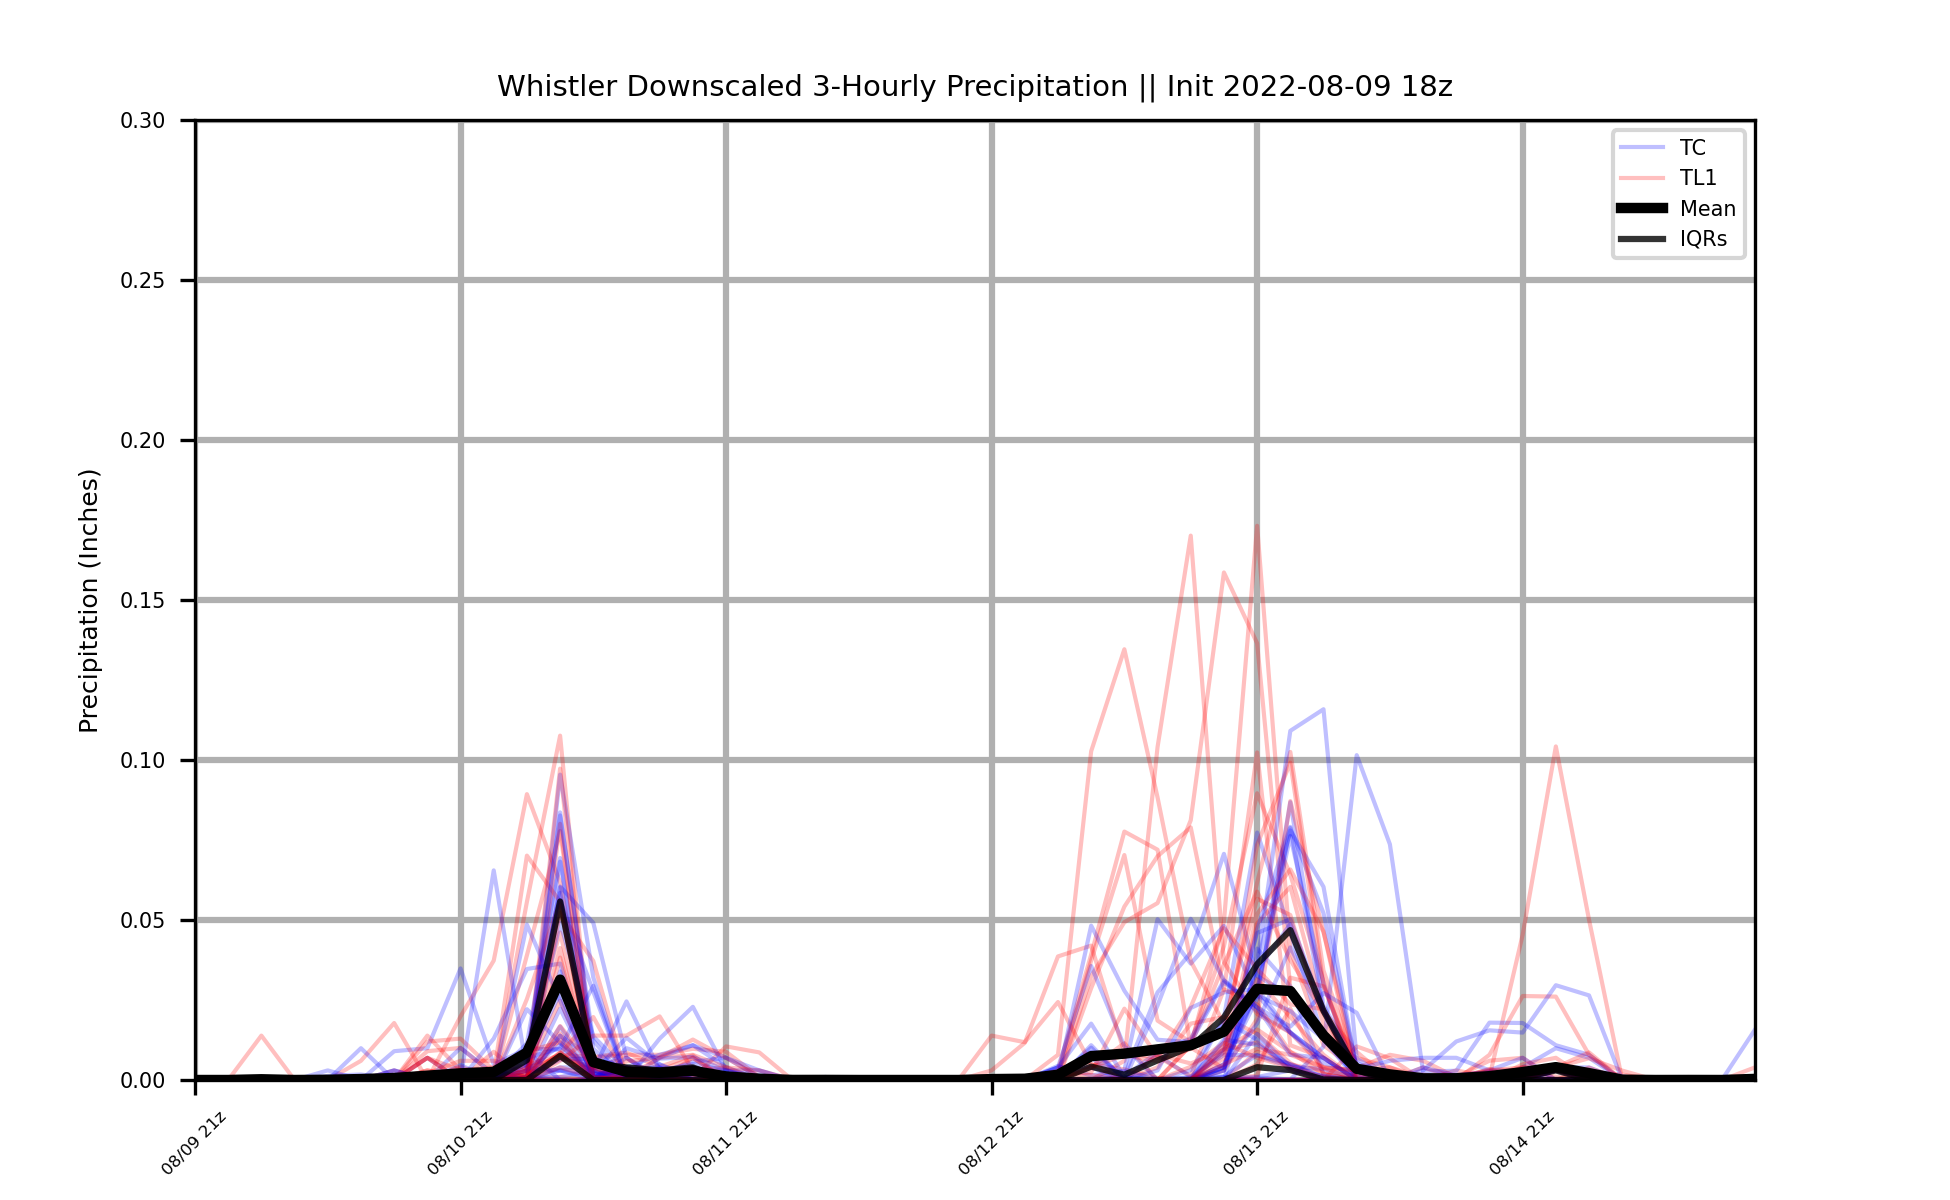 Whistler Downscaled 3-Hourly Precipitation || Init 2022-08-09 18z
0.30
0.25
0.20
0.15
0.10
0.05
0.00
Precipitation (Inches)
TC
TL1
Mean
IQRs
08/09 21z
08/10 21z
08/11 21z
08/12 21z
08/13 21z
08/14 21z